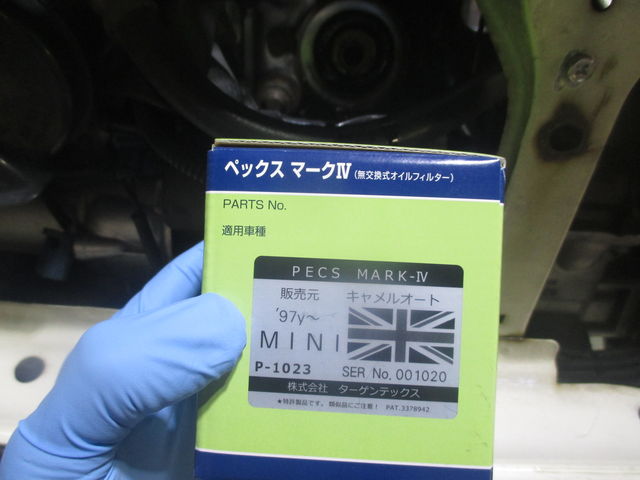 ペックス マークⅣ(無交換式オイルフィルター)
PARTS No.
適用車種
PECS MARK-Ⅳ
販売元 キャメルオート
'97y～
MINI
P-1023 SER No, 001020
株式会社 ターゲンテックス
★特許製品です。類似品にご注意! PAT.3378942